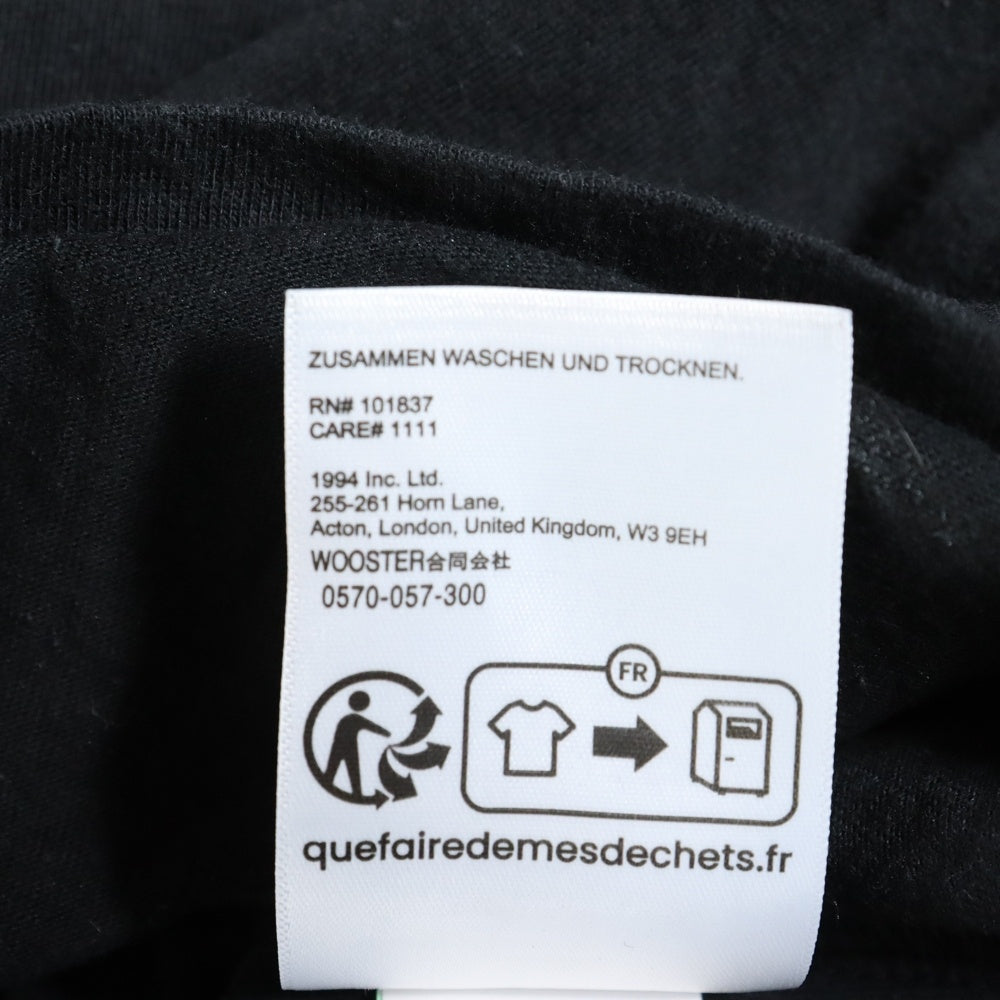 ZUSAMMEN WASCHEN UND TROCKNEN.
RN# 101837
CARE# 1111
1994 Inc. Ltd.
255-261 Horn Lane,
Acton, London, United Kingdom, W3 9EH
WOOSTER合同会社
0570-057-300
FR
quefairedemesdechets.fr